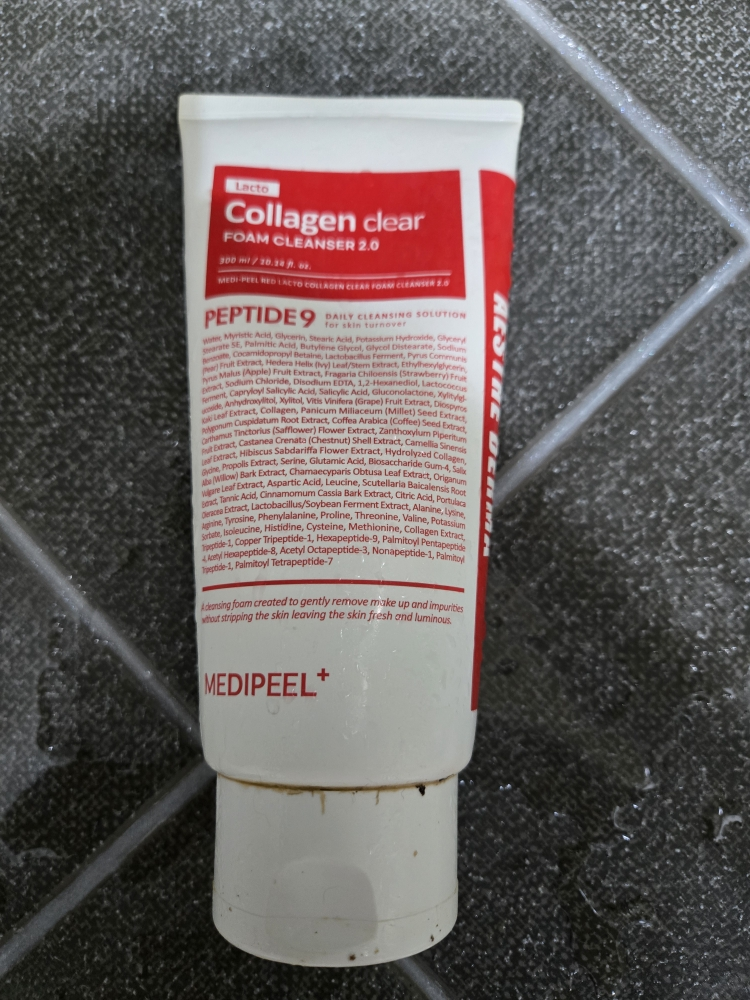 Lacto
Collagen clear
FOAM CLEANSER 2.0
300 ml / 10.14 fl. oz.
MEDI-PEEL RED LACTO COLLAGEN CLEAR FOAM CLEANSER 2.0
PEPTIDE 9 DAILY CLEANSING SOLUTION
for skin turnover
Water, Myristic Acid, Glycerin, Stearic Acid, Potassium Hydroxide, Glyceryl
Stearate SE, Palmitic Acid, Butylene Glycol, Glycol Distearate, Sodium
Benzoate, Cocamidopropyl Betaine, Lactobacillus Ferment, Pyrus Communis
(Pear) Fruit Extract, Hedera Helix (Ivy) Leaf/Stem Extract, Ethylhexylglycerin,
Pyrus Malus (Apple) Fruit Extract, Fragaria Chiloensis (Strawberry) Fruit
Extract, Sodium Chloride, Disodium EDTA, 1,2-Hexanediol, Lactococcus
Ferment, Capryloyl Salicylic Acid, Salicylic Acid, Gluconolactone, Xylitylgl-
ucoside, Anhydroxylitol, Xylitol, Vitis Vinifera (Grape) Fruit Extract, Diospyros
Kaki Leaf Extract, Collagen, Panicum Miliaceum (Millet) Seed Extract,
Polygonum Cuspidatum Root Extract, Coffea Arabica (Coffee) Seed Extract,
Carthamus Tinctorius (Safflower) Flower Extract, Zanthoxylum Piperitum
Fruit Extract, Castanea Crenata (Chestnut) Shell Extract, Camellia Sinensis
Leaf Extract, Hibiscus Sabdariffa Flower Extract, Hydrolyzed Collagen,
Glycine, Propolis Extract, Serine, Glutamic Acid, Biosaccharide Gum-4, Salix
Alba (Willow) Bark Extract, Chamaecyparis Obtusa Leaf Extract, Origanum
Vulgare Leaf Extract, Aspartic Acid, Leucine, Scutellaria Baicalensis Root
Extract, Tannic Acid, Cinnamomum Cassia Bark Extract, Citric Acid, Portulaca
Oleracea Extract, Lactobacillus/Soybean Ferment Extract, Alanine, Lysine,
Arginine, Tyrosine, Phenylalanine, Proline, Threonine, Valine, Potassium
Sorbate, Isoleucine, Histidine, Cysteine, Methionine, Collagen Extract,
Tripeptide-1, Copper Tripeptide-1, Hexapeptide-9, Palmitoyl Pentapeptide
-4, Acetyl Hexapeptide-8, Acetyl Octapeptide-3, Nonapeptide-1, Palmitoyl
Tripeptide-1, Palmitoyl Tetrapeptide-7
A cleansing foam created to gently remove make up and impurities
without stripping the skin leaving the skin fresh and luminous.
MEDIPEEL+